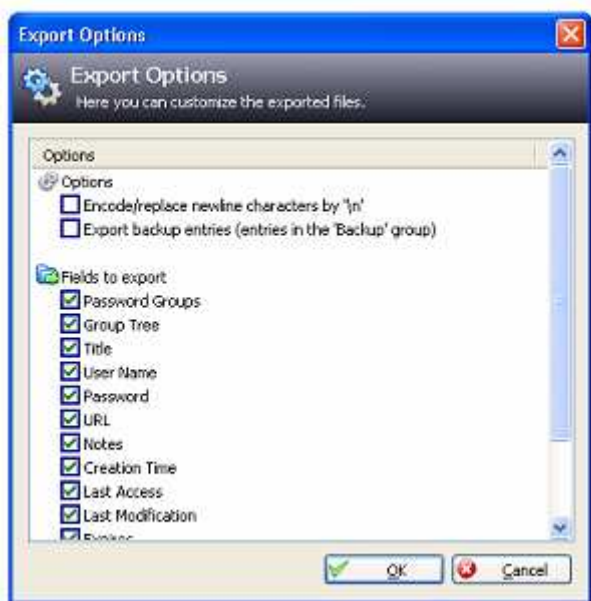 Export Options
Export Options
Here you can customize the exported files.
Options
Options
Encode/replace newline characters by '\n'
Export backup entries (entries in the 'Backup' group)
Fields to export
Password Groups
Group Tree
Title
User Name
Password
URL
Notes
Creation Time
Last Access
Last Modification
Expires
OK
Cancel